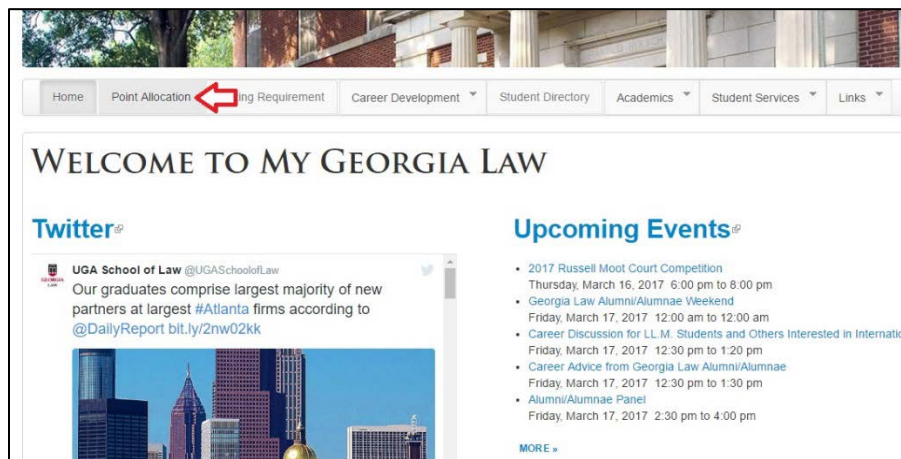 Home Point Allocation ing Requirement Career Development Student Directory Academics Student Services Links
WELCOME TO MY GEORGIA LAW
Twitter
UGA School of Law @UGASchoolofLaw
Our graduates comprise largest majority of new
partners at largest #Atlanta firms according to
@DailyReport bit.ly/2nw02kk
Upcoming Events
2017 Russell Moot Court Competition
Thursday, March 16, 2017 6:00 pm to 8:00 pm
Georgia Law Alumni/Alumnae Weekend
Friday, March 17, 2017 12:00 am to 12:00 am
Career Discussion for LL.M. Students and Others Interested in Internatio
Friday, March 17, 2017 12:30 pm to 1:20 pm
Career Advice from Georgia Law Alumni/Alumnae
Friday, March 17, 2017 12:30 pm to 1:30 pm
Alumni/Alumnae Panel
Friday, March 17, 2017 2:30 pm to 4:00 pm
MORE »